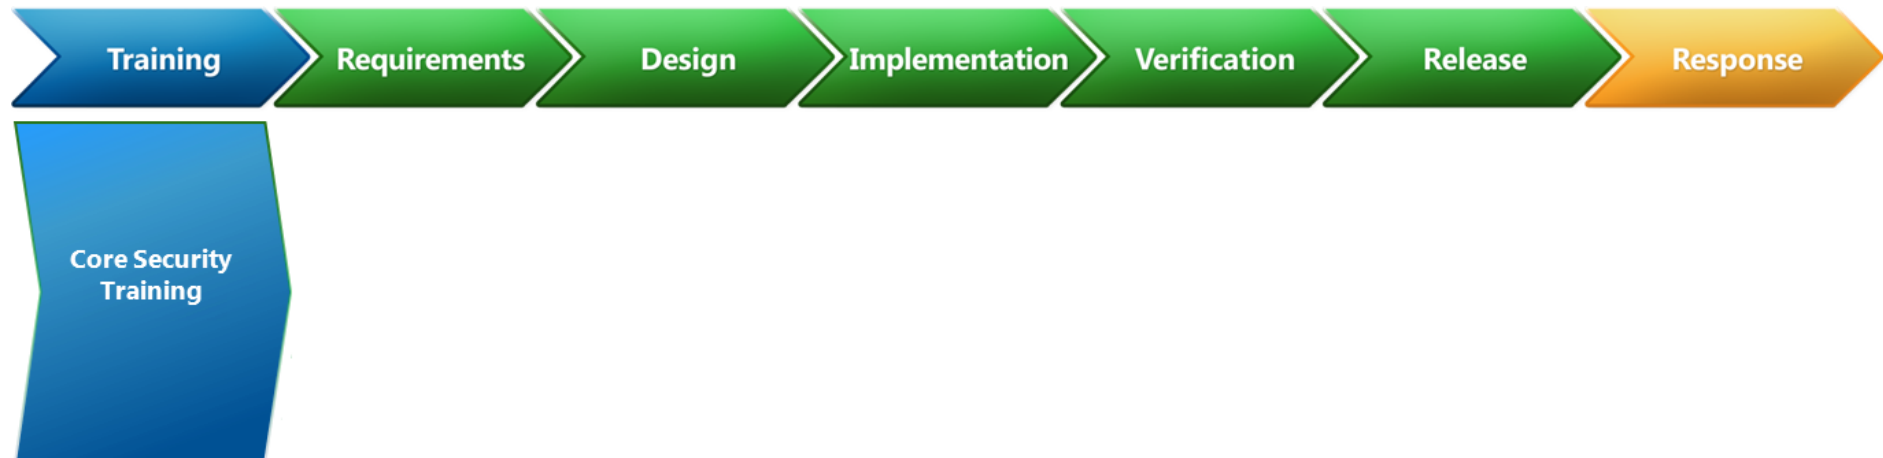 Training Requirements Design Implementation Verification Release Response
Core Security
Training